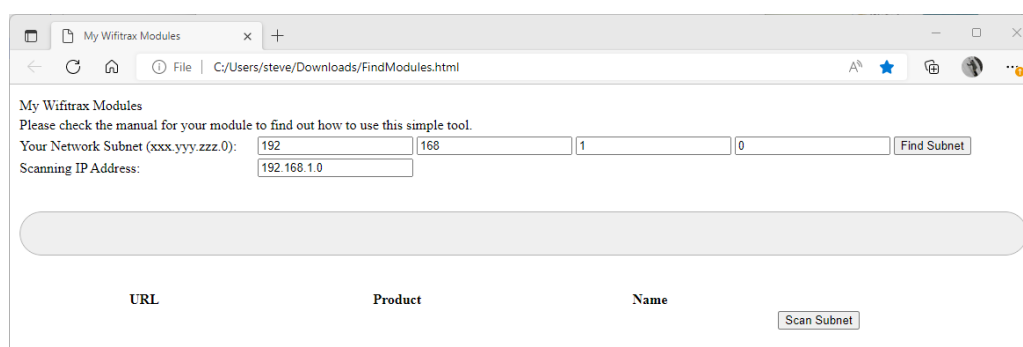 My Wifitrax Modules
File | C:/Users/steve/Downloads/FindModules.html
My Wifitrax Modules
Please check the manual for your module to find out how to use this simple tool.
Your Network Subnet (xxx.yyy.zzz.0): 192 168 1 0 Find Subnet
Scanning IP Address: 192.168.1.0
URL Product Name
Scan Subnet